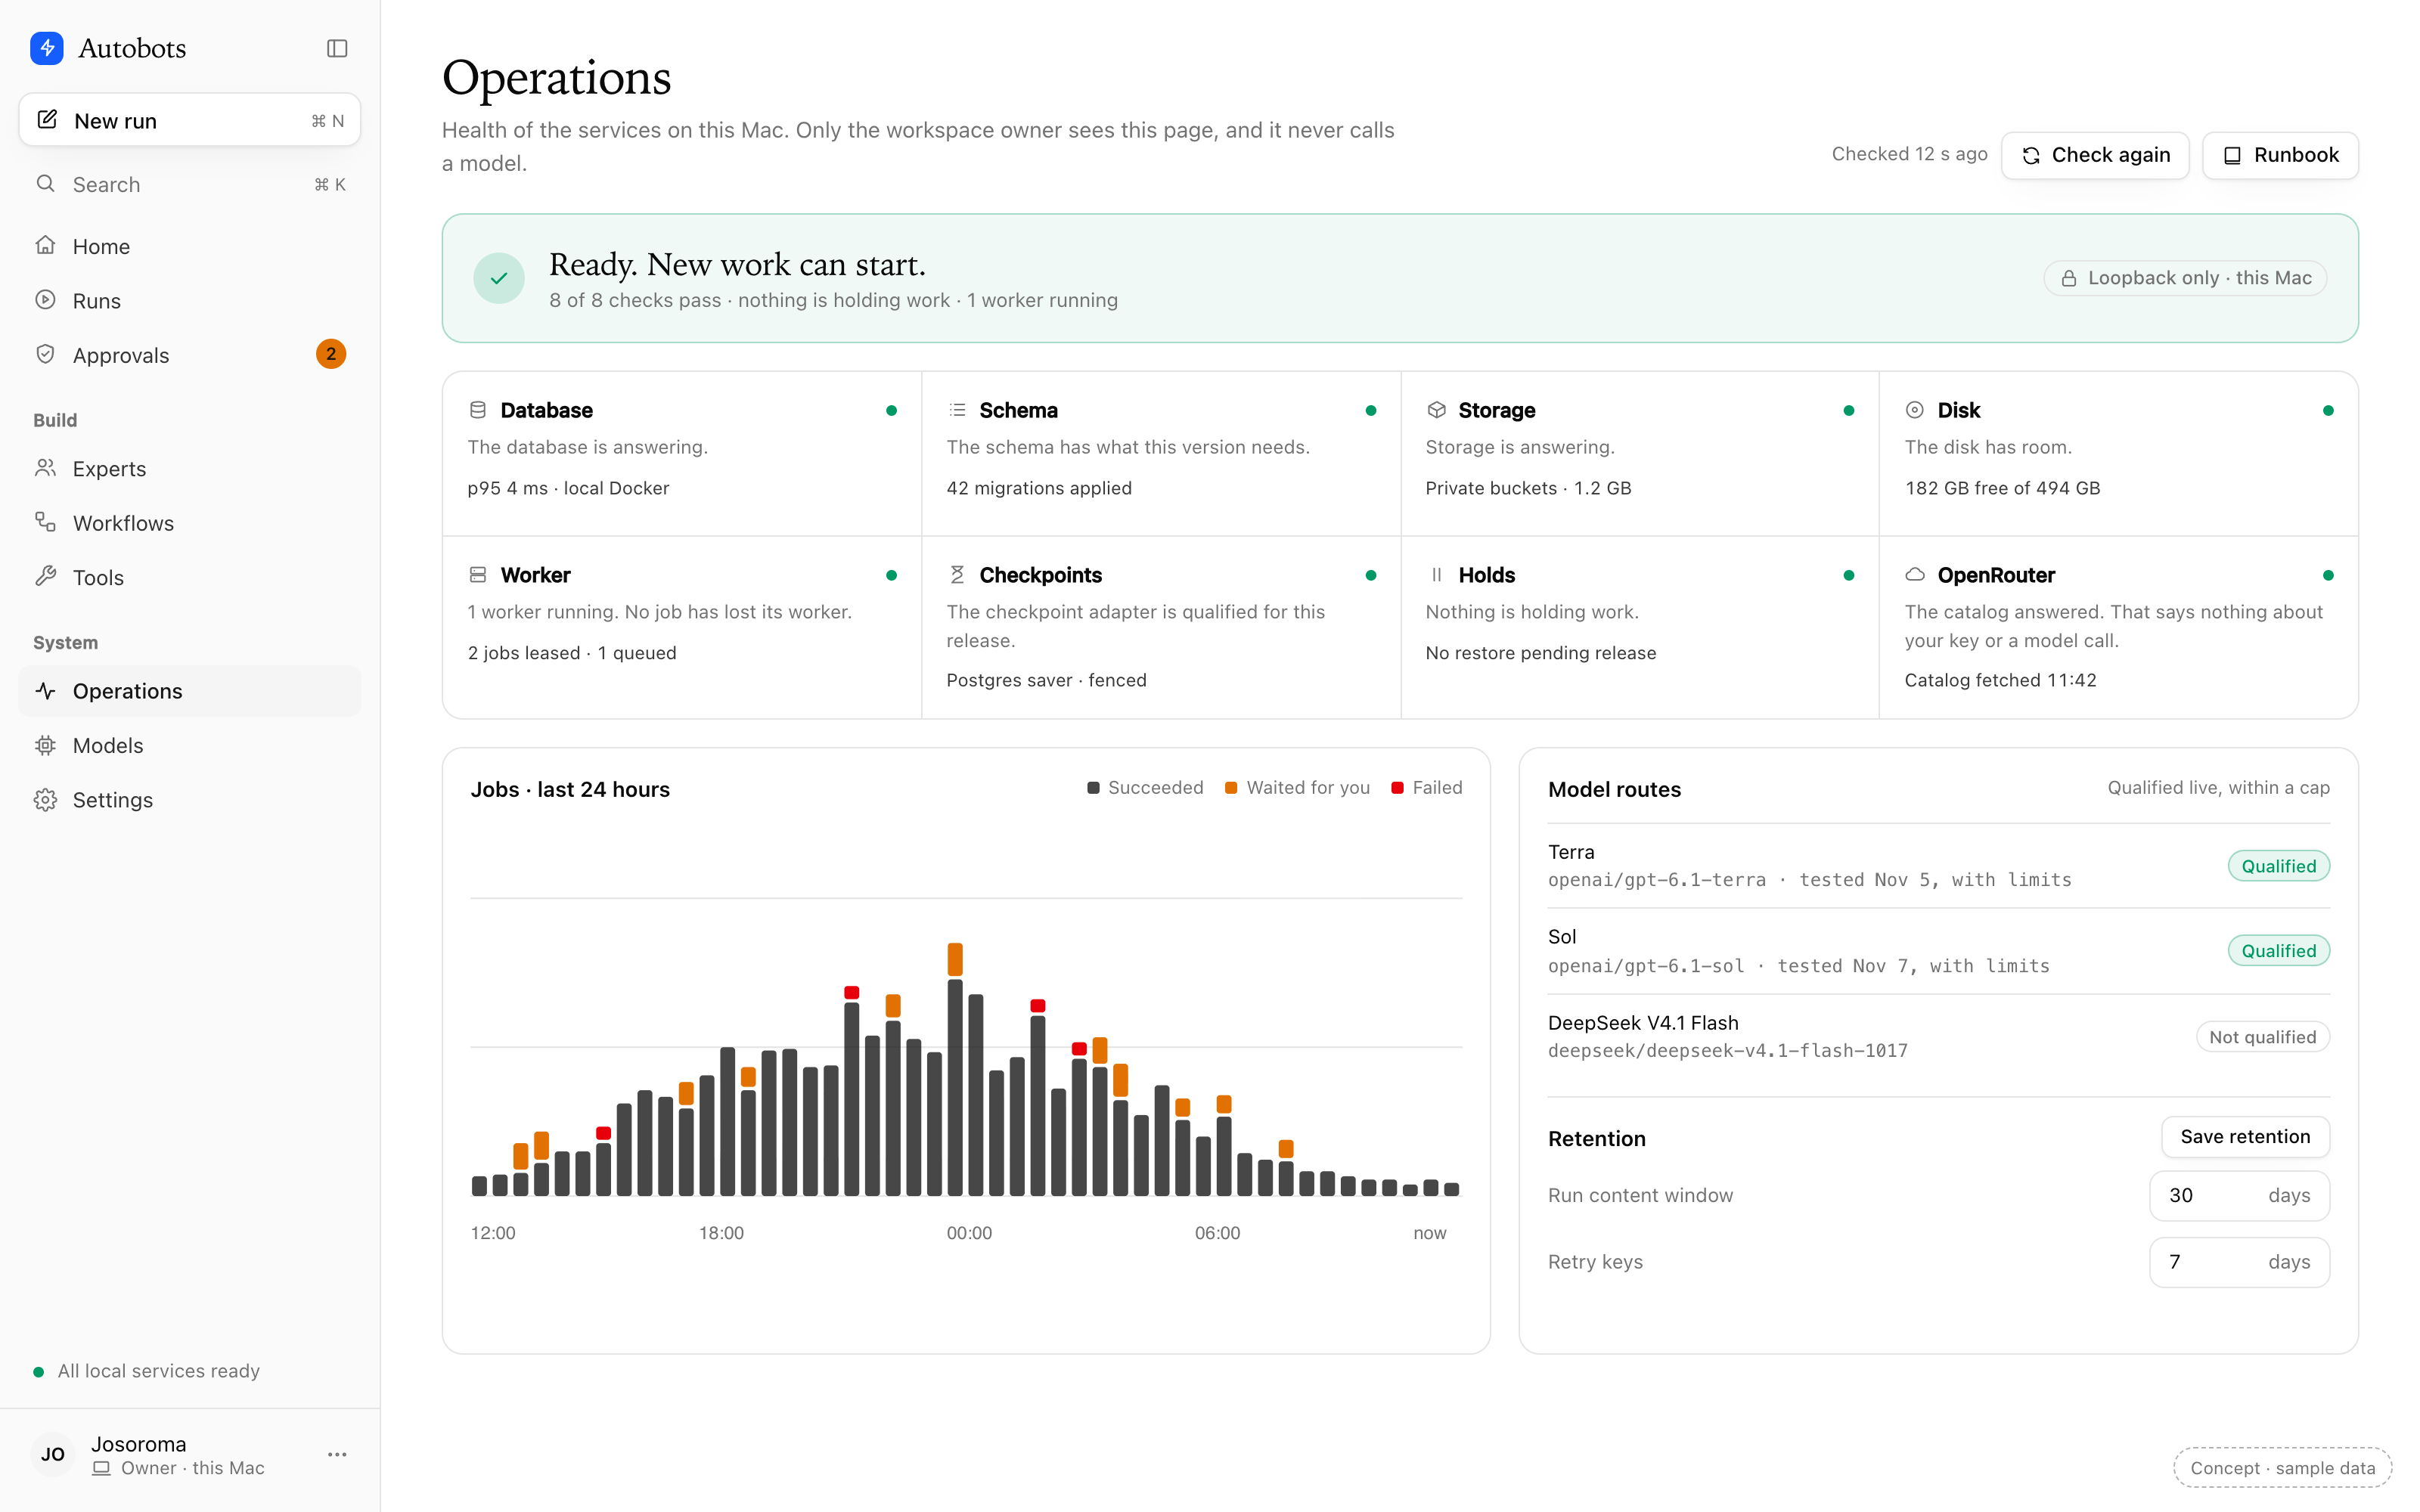 Autobots
New run ⌘ N
Search ⌘ K
Home
Runs
Approvals 2
Build
Experts
Workflows
Tools
System
Operations
Models
Settings
All local services ready
JO
Josoroma
Owner · this Mac
Operations
Health of the services on this Mac. Only the workspace owner sees this page, and it never calls
a model.
Checked 12 s ago
Check again
Runbook
Ready. New work can start.
8 of 8 checks pass · nothing is holding work · 1 worker running
Loopback only · this Mac
Database
The database is answering.
p95 4 ms · local Docker
Schema
The schema has what this version needs.
42 migrations applied
Storage
Storage is answering.
Private buckets · 1.2 GB
Disk
The disk has room.
182 GB free of 494 GB
Worker
1 worker running. No job has lost its worker.
2 jobs leased · 1 queued
Checkpoints
The checkpoint adapter is qualified for this
release.
Postgres saver · fenced
Holds
Nothing is holding work.
No restore pending release
OpenRouter
The catalog answered. That says nothing about
your key or a model call.
Catalog fetched 11:42
Jobs · last 24 hours
Succeeded Waited for you Failed
12:00 18:00 00:00 06:00 now
Model routes
Qualified live, within a cap
Terra
openai/gpt-6.1-terra · tested Nov 5, with limits
Qualified
Sol
openai/gpt-6.1-sol · tested Nov 7, with limits
Qualified
DeepSeek V4.1 Flash
deepseek/deepseek-v4.1-flash-1017
Not qualified
Retention
Save retention
Run content window 30 days
Retry keys 7 days
Concept · sample data